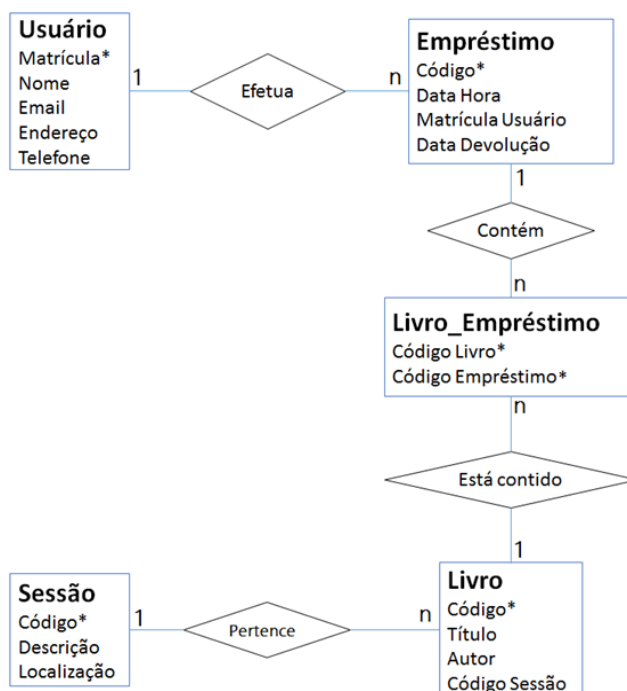 Usuário
Matrícula*
Nome
Email
Endereço
Telefone
1
Efetua
n
Empréstimo
Código*
Data Hora
Matrícula Usuário
Data Devolução
1
Contém
n
Livro_Empréstimo
Código Livro*
Código Empréstimo*
n
Está contido
1
Sessão
Código*
Descrição
Localização
1
Pertence
n
Livro
Código*
Título
Autor
Código Sessão